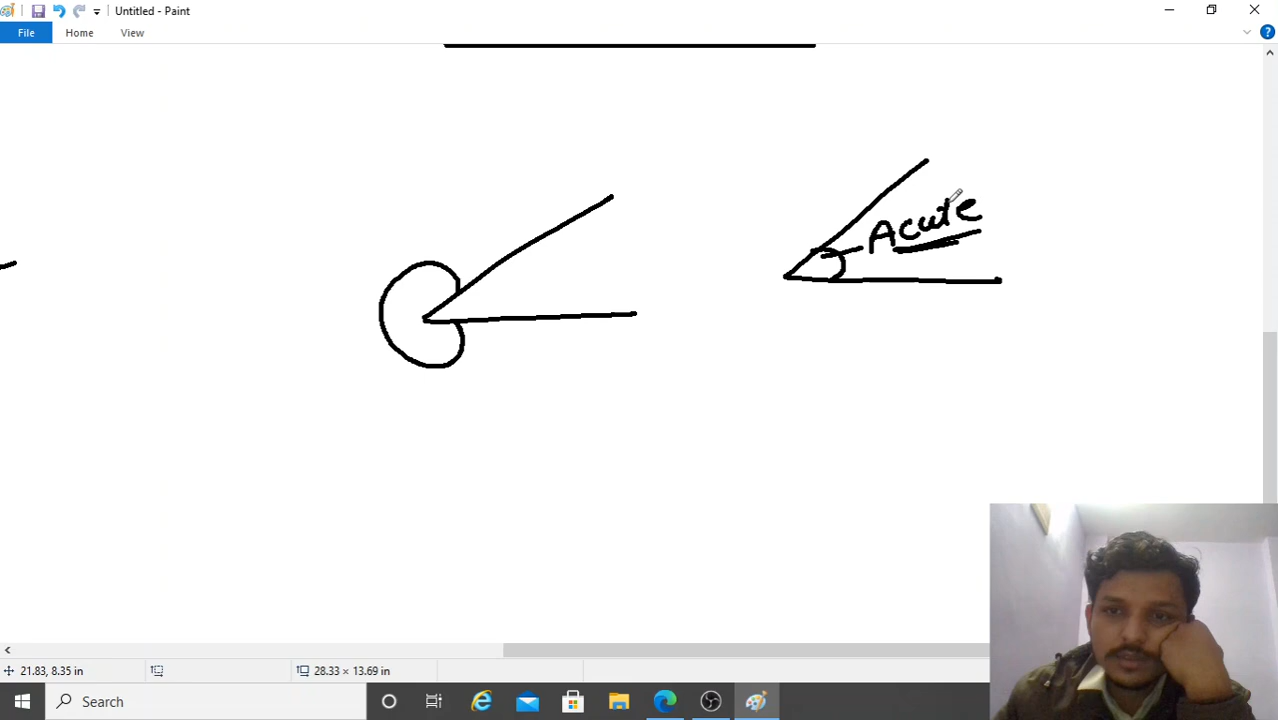 Untitled - Paint
File Home View
Acute
21.83, 8.35 in 28.33 × 13.69 in
Search